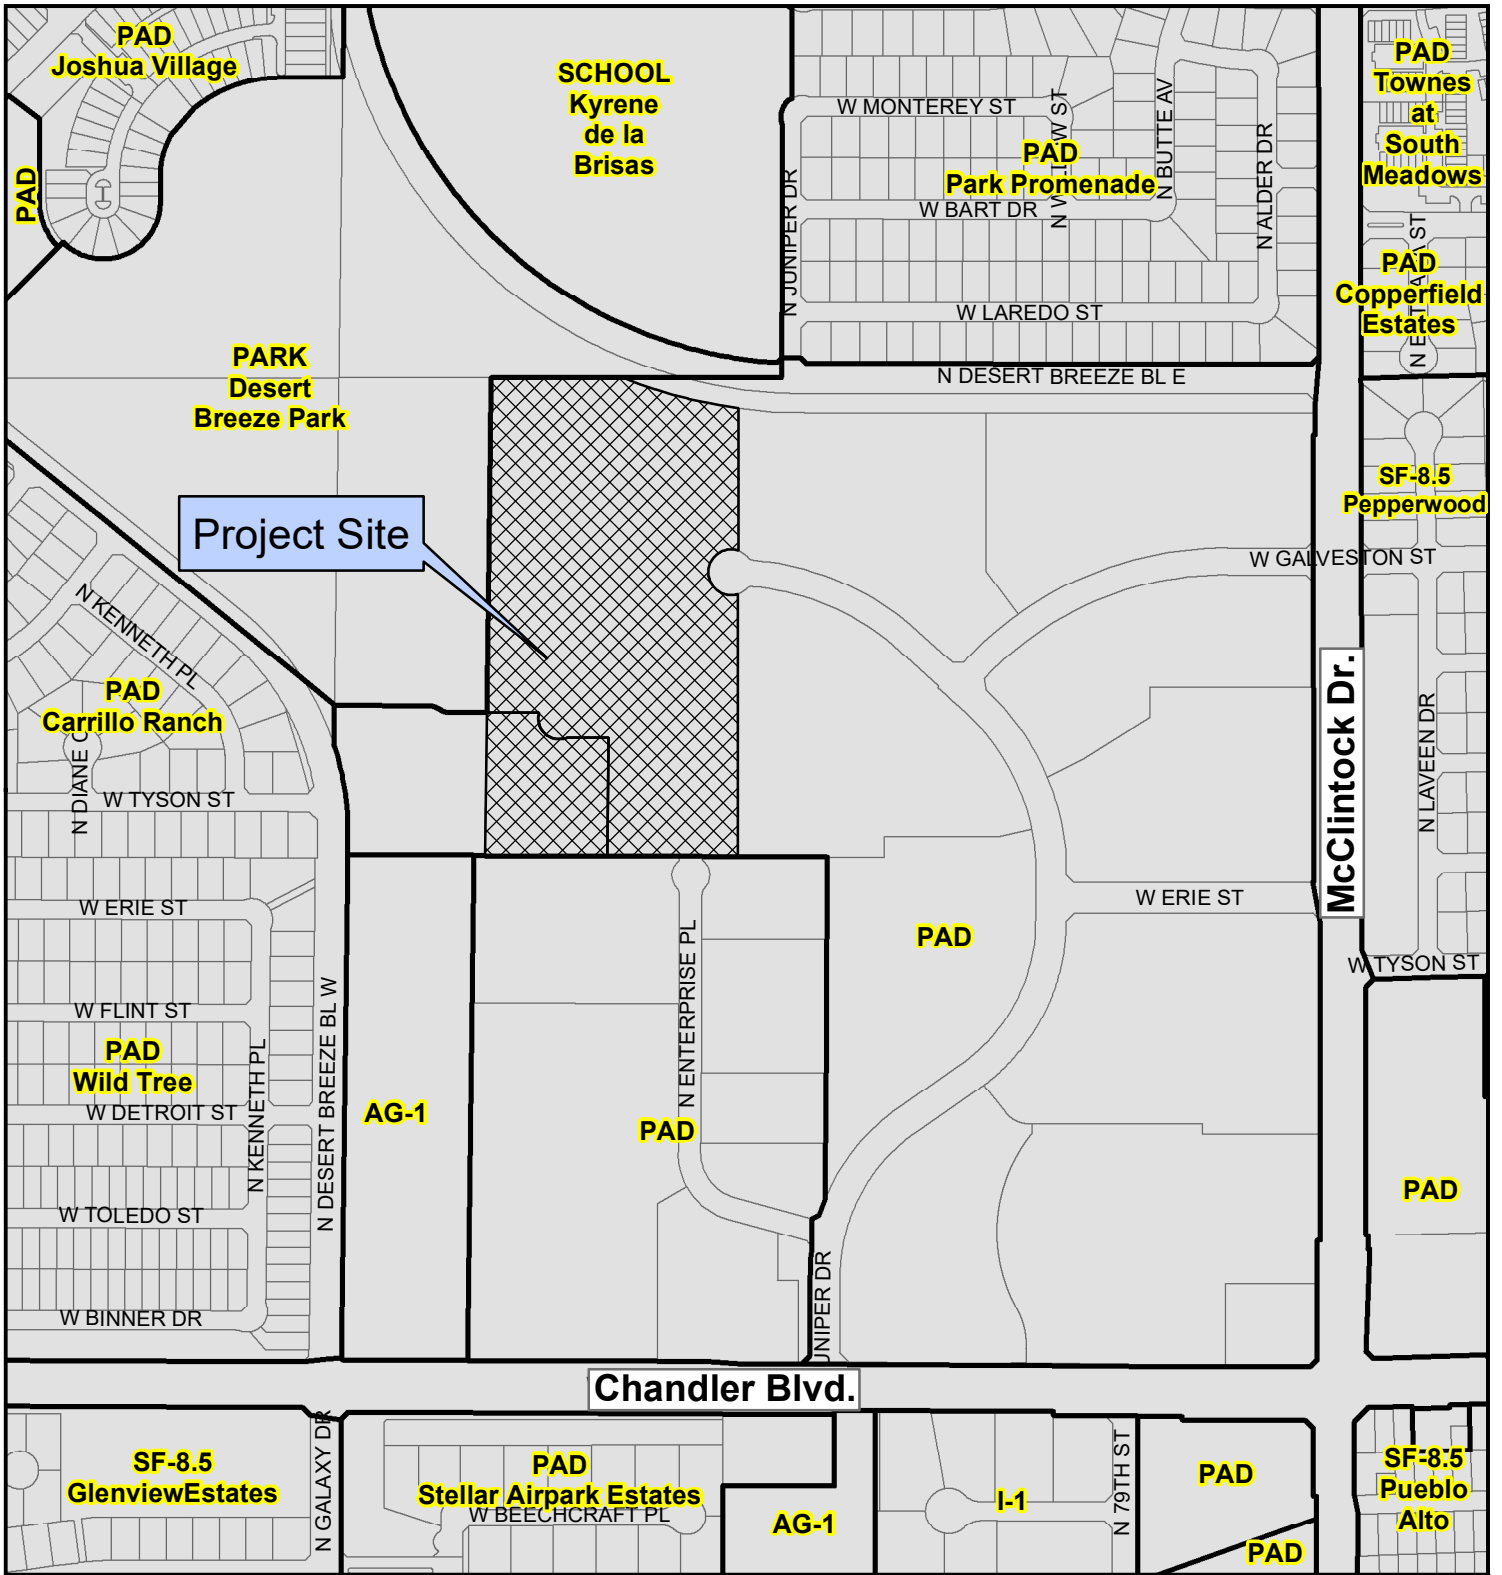 PAD
Joshua Village
SCHOOL
Kyrene
de la
Brisas
PAD
Townes
at
South
Meadows
W MONTEREY ST
N BUTTE AV
N ALDER DR
PAD
PAD
Park Promenade
N JUNIPER DR
W BART DR
PAD
Copperfield
Estates
W LAREDO ST
PARK
Desert
Breeze Park
N DESERT BREEZE BL E
SF-8.5
Pepperwood
Project Site
W GALVESTON ST
N KENNETH PL
PAD
Carrillo Ranch
McClintock Dr.
N LAVEEN DR
N DIANE
W TYSON ST
W ERIE ST
W ERIE ST
PAD
W TYSON ST
N ENTERPRISE PL
N DESERT BREEZE BL W
W FLINT ST
PAD
Wild Tree
N KENNETH PL
W DETROIT ST
AG-1
PAD
PAD
W TOLEDO ST
UNIPER DR
W BINNER DR
Chandler Blvd.
N GALAXY DR
SF-8.5
GlenviewEstates
PAD
Stellar Airpark Estates
W BEECHCRAFT PL
AG-1
I-1
N 79TH ST
PAD
PAD
SF-8.5
Pueblo
Alto